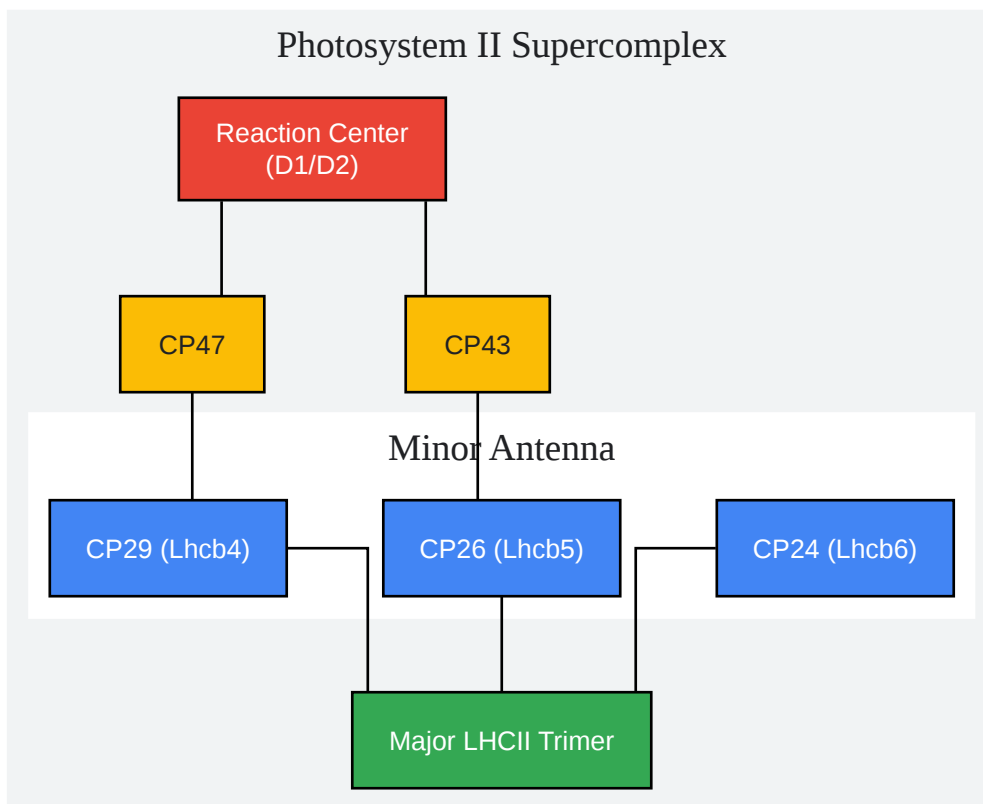 Photosystem II Supercomplex
Reaction Center
(D1/D2)
CP47
CP43
Minor Antenna
CP29 (Lhcb4)
CP26 (Lhcb5)
CP24 (Lhcb6)
Major LHCII Trimer